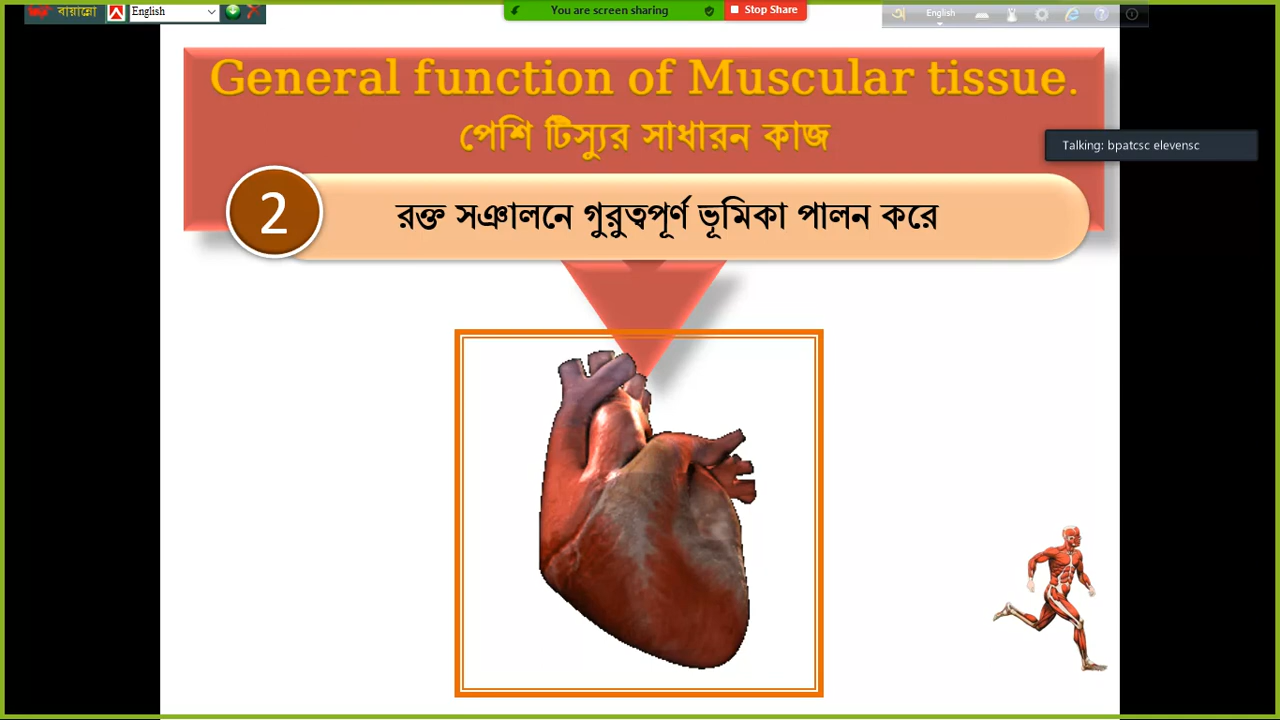 বায়ান্নো
English
You are screen sharing
Stop Share
অ
English
General function of Muscular tissue.
পেশি টিস্যুর সাধারন কাজ
Talking: bpatcsc elevensc
2
রক্ত সঞালনে গুরুত্বপূর্ণ ভূমিকা পালন করে